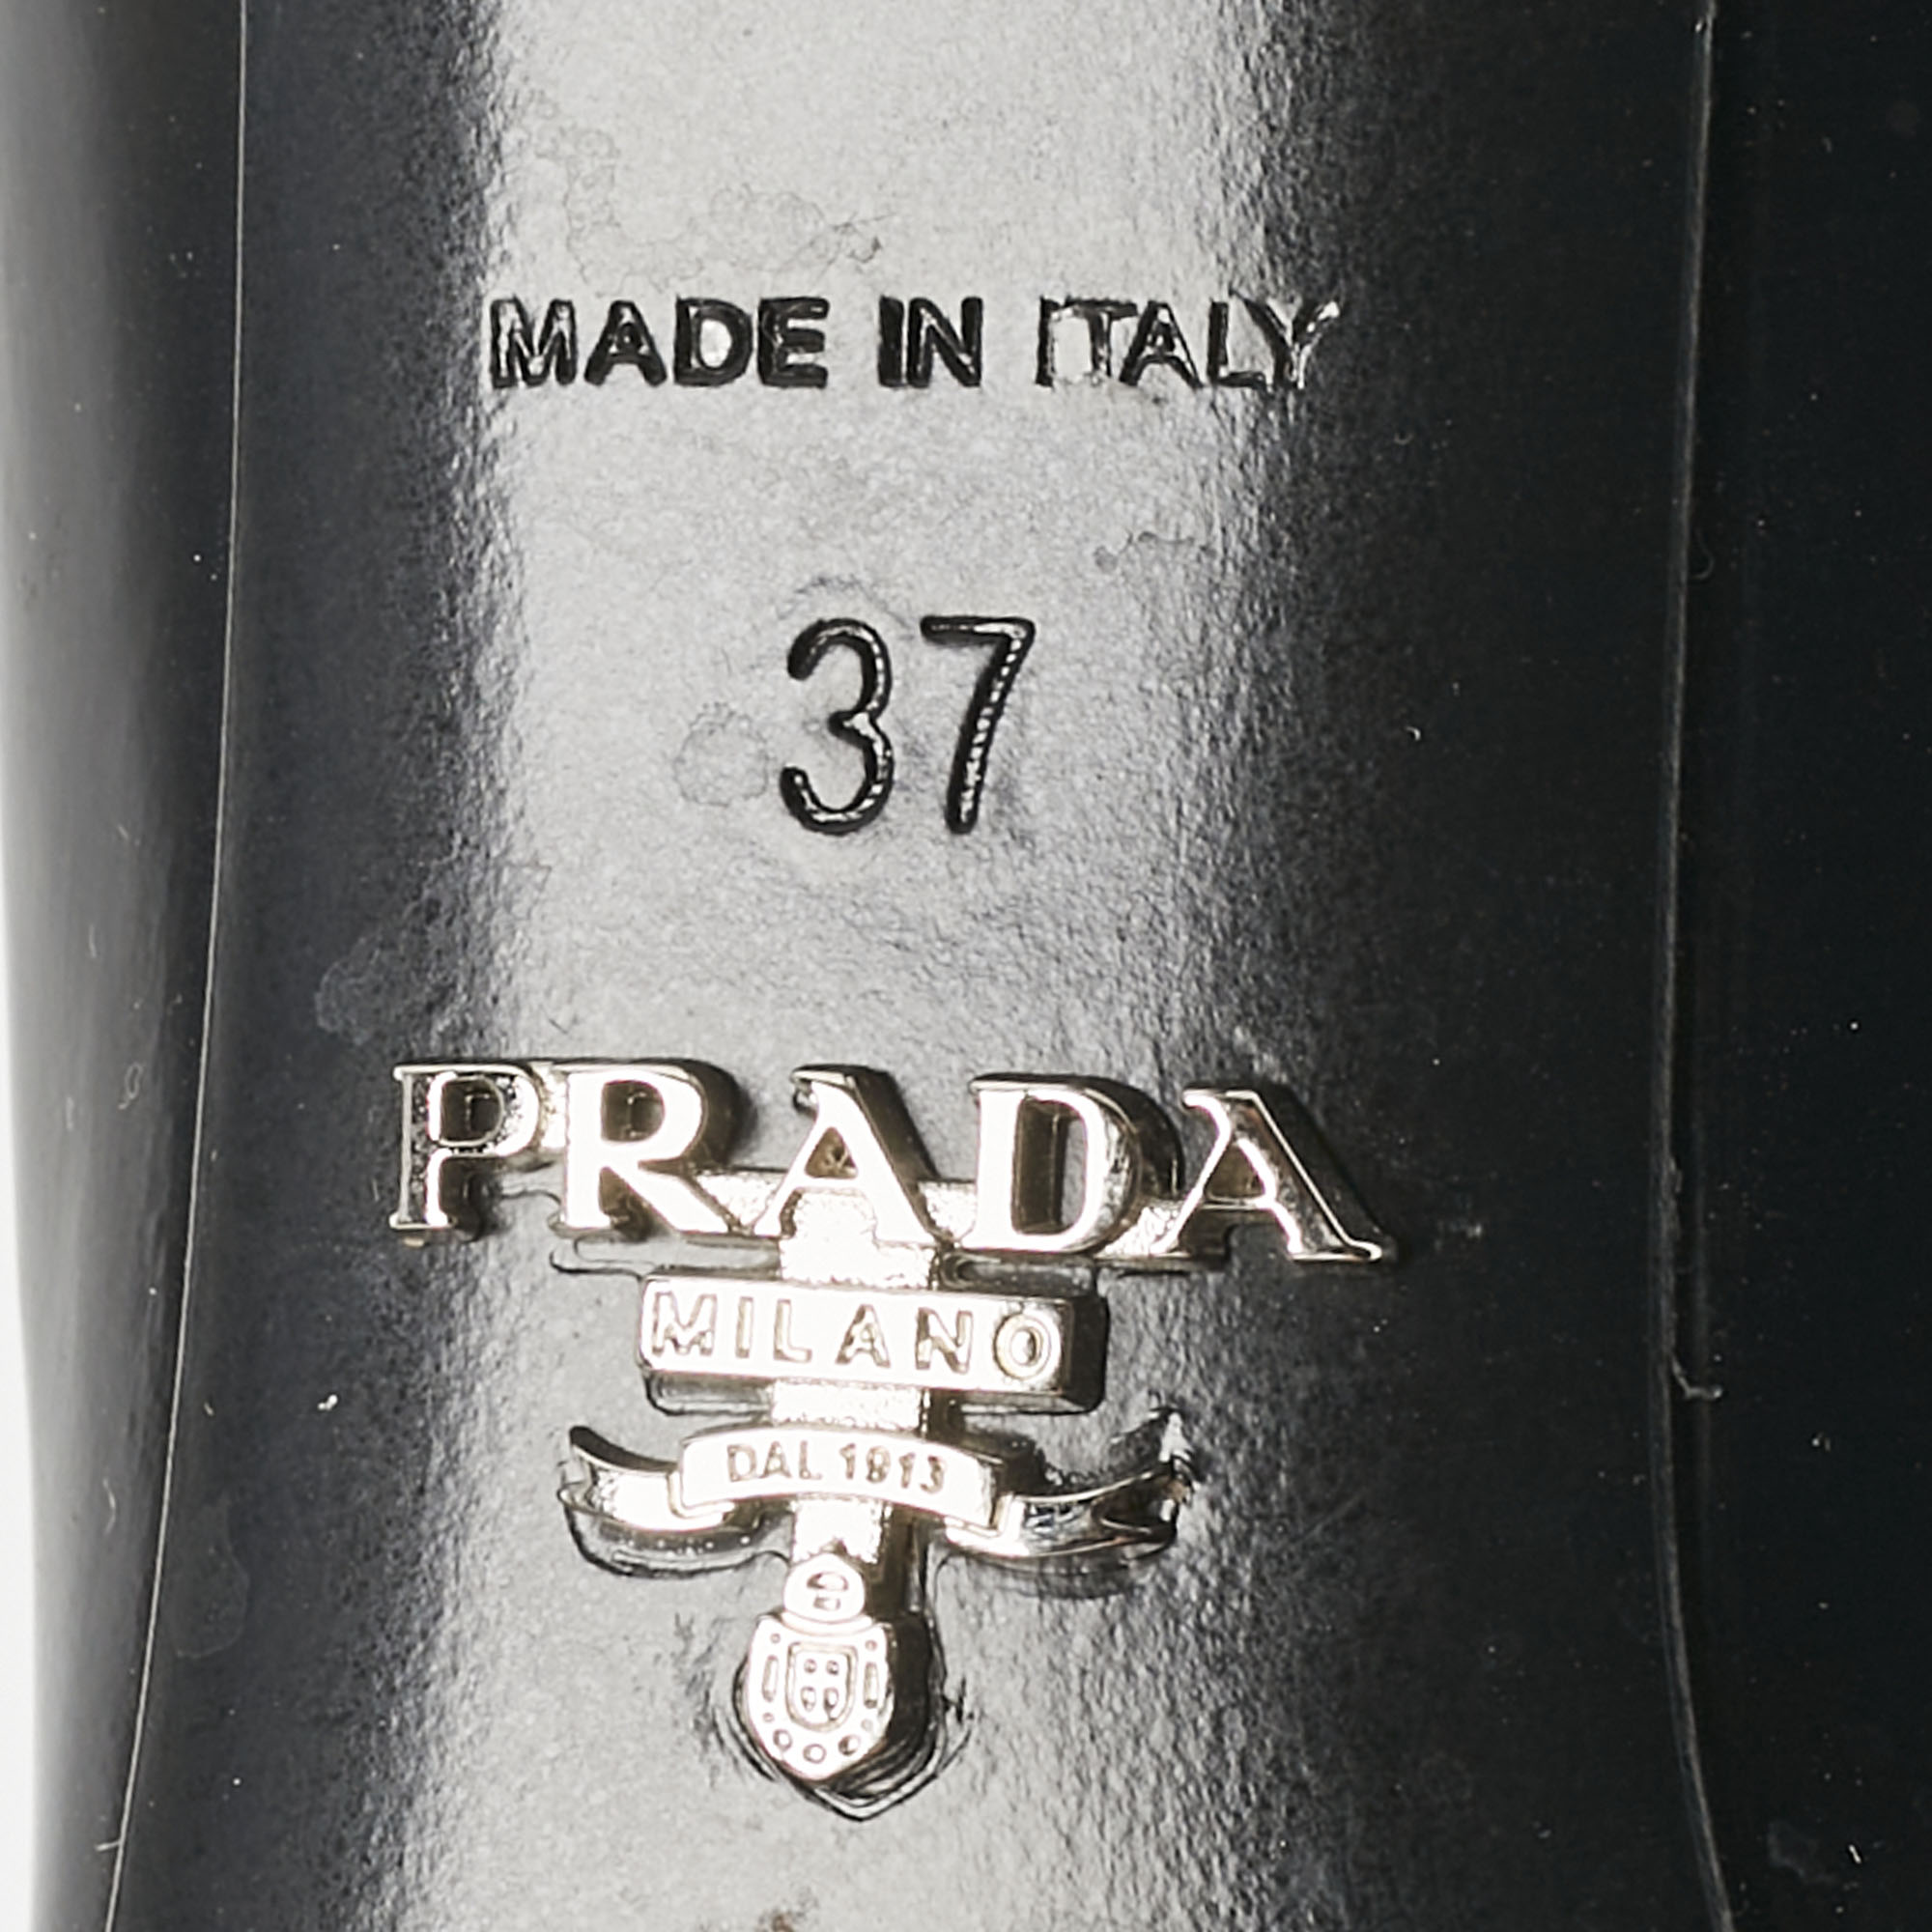 MADE IN ITALY
37
PRADA
MILANO
DAL 1913